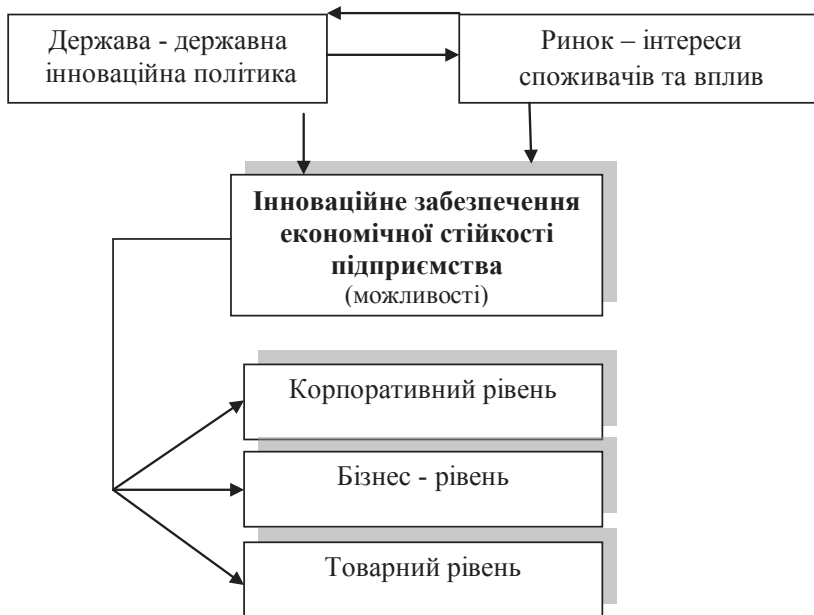 Держава - державна
інноваційна політика
Ринок – інтереси
споживачів та вплив
Інноваційне забезпечення
економічної стійкості
підприємства
(можливості)
Корпоративний рівень
Бізнес - рівень
Товарний рівень